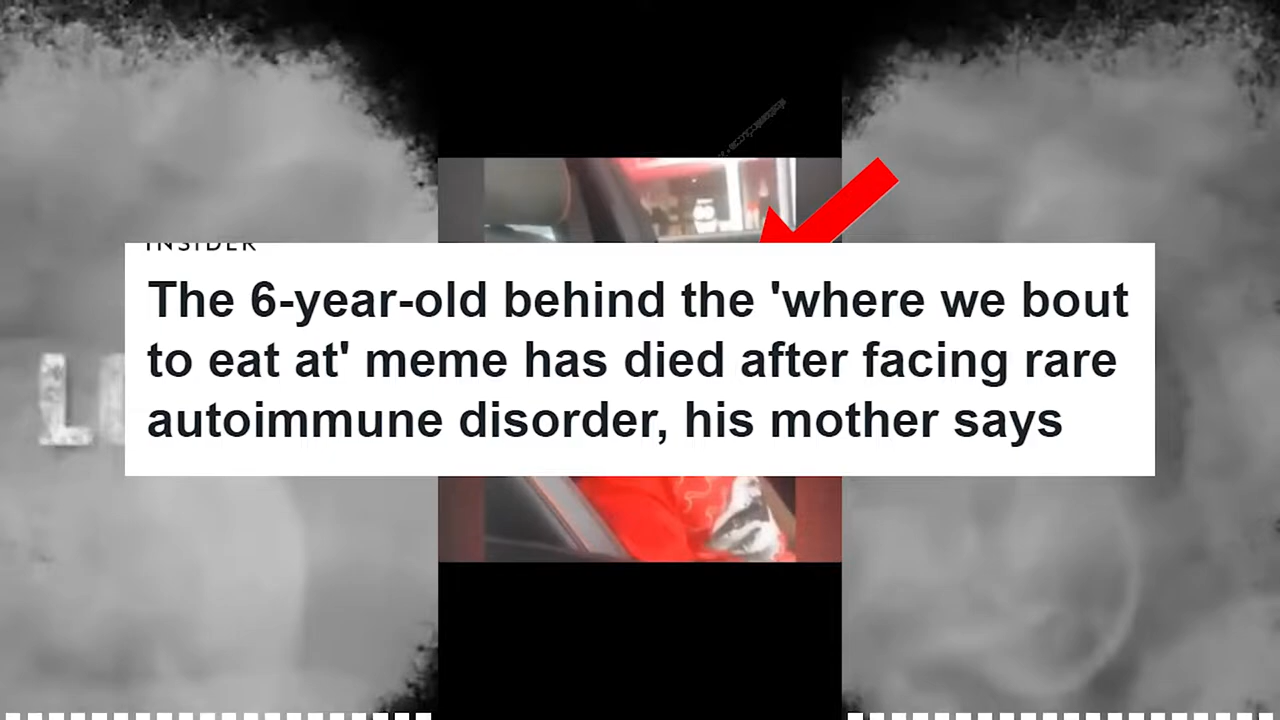 INSIDER
The 6-year-old behind the 'where we bout
to eat at' meme has died after facing rare
autoimmune disorder, his mother says